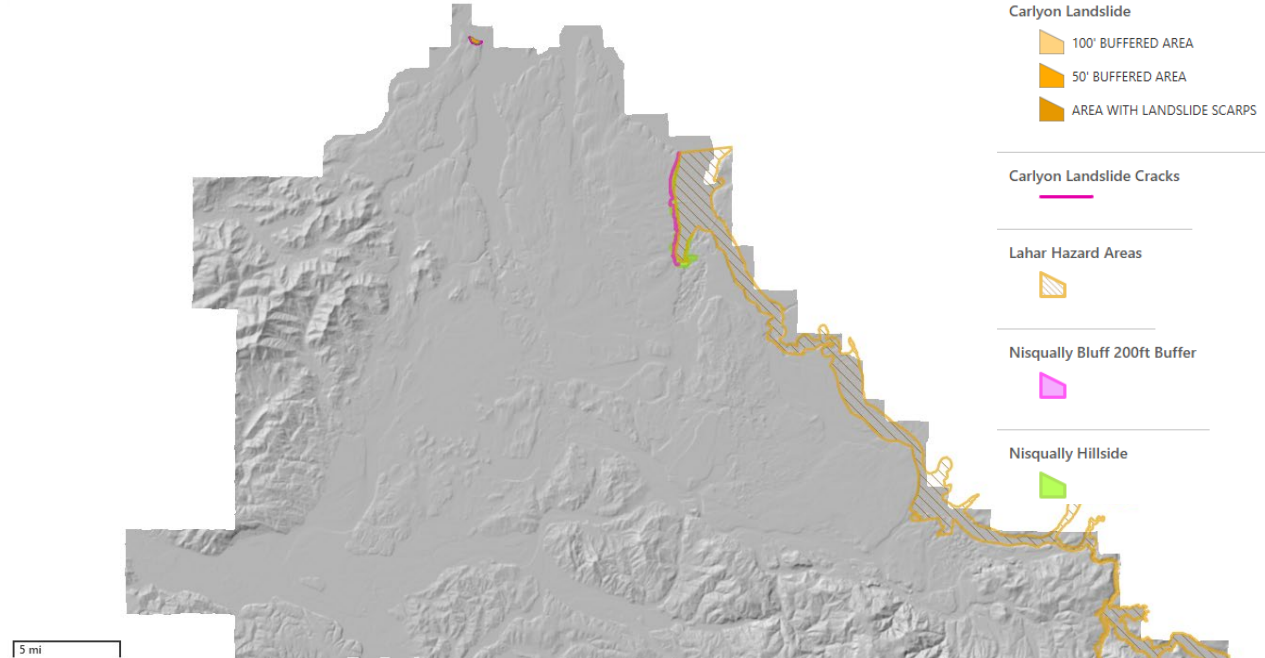 Carlyon Landslide
100' BUFFERED AREA
50' BUFFERED AREA
AREA WITH LANDSLIDE SCARPS
Carlyon Landslide Cracks
Lahar Hazard Areas
Nisqually Bluff 200ft Buffer
Nisqually Hillside
5 mi